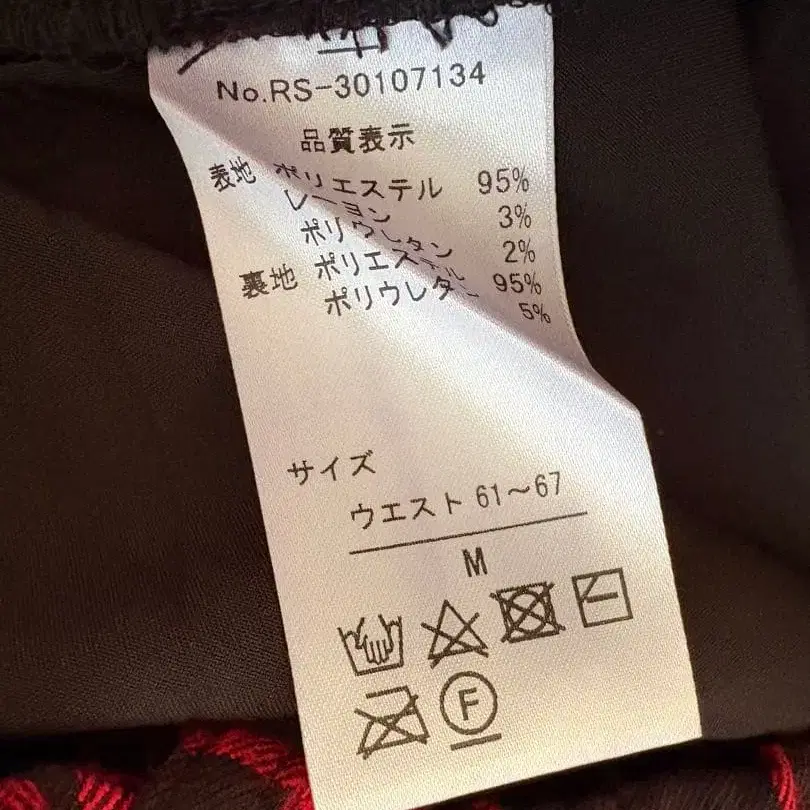 No.RS-30107134
品質表示
表地 ポリエステル 95%
レーヨン 3%
ポリウレタン 2%
裏地 ポリエステル 95%
ポリウレタン 5%
サイズ
ウエスト 61～67
M
F